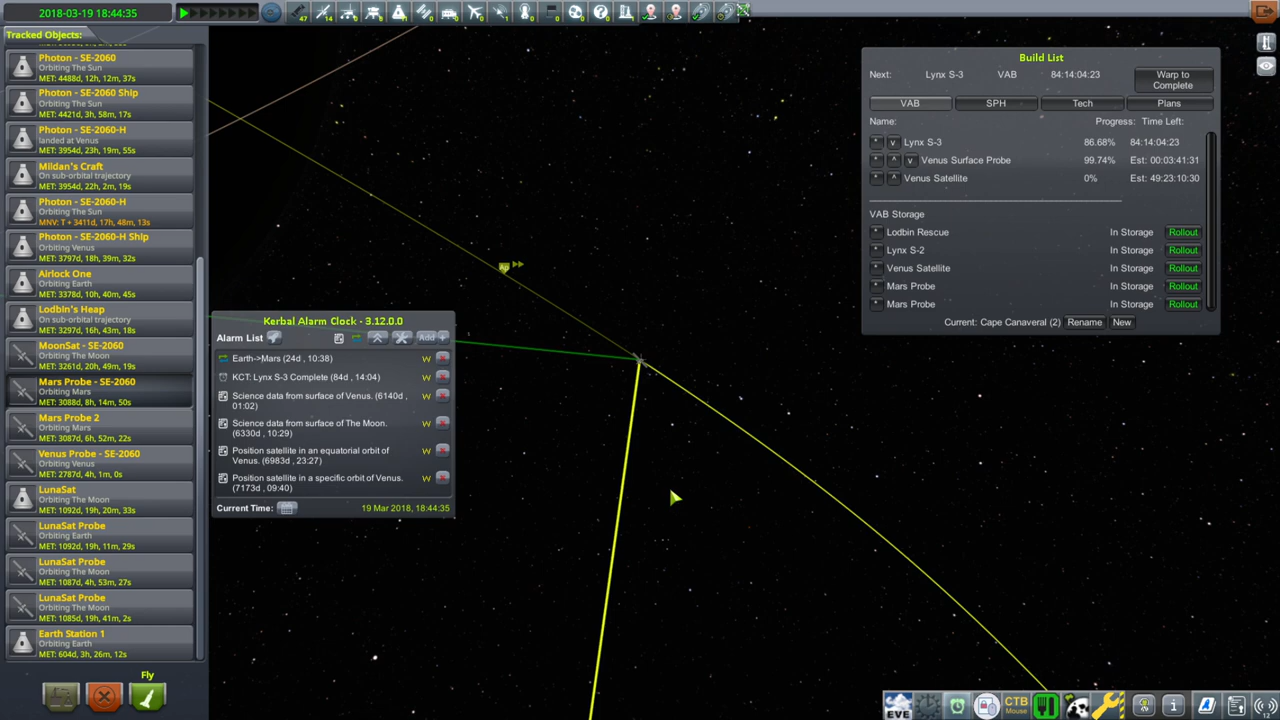 2018-03-19 18:44:35
Tracked Objects:
Photon - SE-2060
Orbiting The Sun
MET: 4488d, 12h, 12m, 37s
Photon - SE-2060 Ship
Orbiting The Sun
MET: 4421d, 3h, 58m, 17s
Photon - SE-2060-H
landed at Venus
MET: 3954d, 23h, 19m, 55s
Mildan's Craft
On sub-orbital trajectory
MET: 3954d, 22h, 2m, 19s
Photon - SE-2060-H
Orbiting The Sun
MNV: T + 3411d, 17h, 48m, 13s
Photon - SE-2060-H Ship
Orbiting Venus
MET: 3797d, 18h, 39m, 32s
Airlock One
Orbiting Earth
MET: 3378d, 10h, 40m, 45s
Lodbin's Heap
On sub-orbital trajectory
MET: 3297d, 16h, 43m, 18s
MoonSat - SE-2060
Orbiting The Moon
MET: 3261d, 20h, 49m, 19s
Mars Probe - SE-2060
Orbiting Mars
MET: 3088d, 8h, 14m, 50s
Mars Probe 2
Orbiting Mars
MET: 3087d, 6h, 52m, 22s
Venus Probe - SE-2060
Orbiting Venus
MET: 2787d, 4h, 1m, 0s
LunaSat
Orbiting The Moon
MET: 1092d, 19h, 20m, 33s
LunaSat Probe
Orbiting Earth
MET: 1092d, 19h, 11m, 29s
LunaSat Probe
Orbiting The Moon
MET: 1087d, 4h, 53m, 27s
LunaSat Probe
Orbiting The Moon
MET: 1085d, 19h, 41m, 2s
Earth Station 1
Orbiting Earth
MET: 604d, 3h, 26m, 12s
Fly
Ap
Kerbal Alarm Clock - 3.12.0.0
Alarm List Add +
Earth->Mars (24d , 10:38) W
KCT: Lynx S-3 Complete (84d , 14:04) W
Science data from surface of Venus. (6140d , W
01:02)
Science data from surface of The Moon. W
(6330d , 10:29)
Position satellite in an equatorial orbit of W
Venus. (6983d , 23:27)
Position satellite in a specific orbit of Venus. W
(7173d , 09:40)
Current Time: 19 Mar 2018, 18:44:35
Build List
Next: Lynx S-3 VAB 84:14:04:23 Warp to
Complete
VAB SPH Tech Plans
Name: Progress: Time Left:
* v Lynx S-3 86.68% 84:14:04:23
* ^ v Venus Surface Probe 99.74% Est: 00:03:41:31
* ^ Venus Satellite 0% Est: 49:23:10:30
VAB Storage
* Lodbin Rescue In Storage Rollout
* Lynx S-2 In Storage Rollout
* Venus Satellite In Storage Rollout
* Mars Probe In Storage Rollout
* Mars Probe In Storage Rollout
Current: Cape Canaveral (2) Rename New
EVE CTB
Mouse